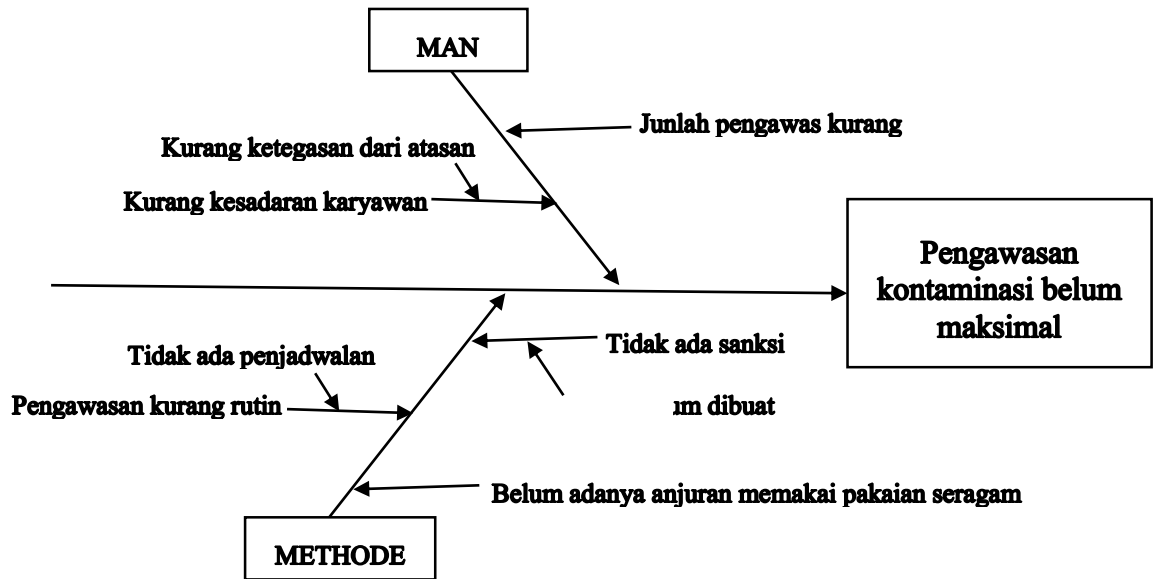 MAN
Junlah pengawas kurang
Kurang ketegasan dari atasan
Kurang kesadaran karyawan
Pengawasan
kontaminasi belum
maksimal
Tidak ada sanksi
Tidak ada penjadwalan
Pengawasan kurang rutin
dibuat
Belum adanya anjuran memakai pakaian seragam
METHODE